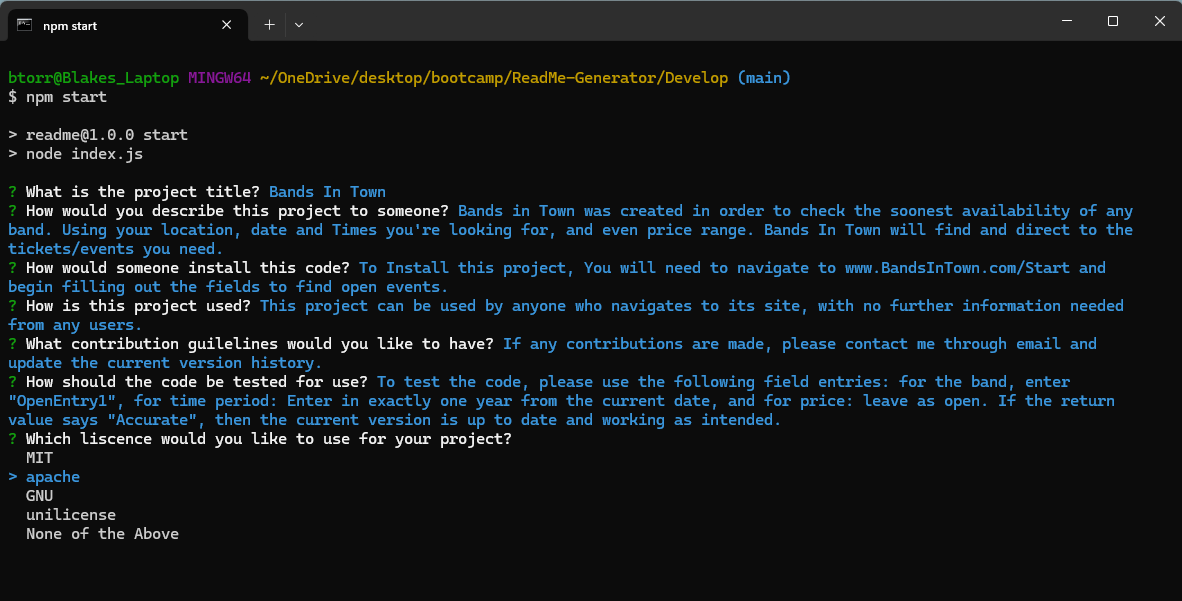 npm start
btorr@Blakes_Laptop MINGW64 ~/OneDrive/desktop/bootcamp/ReadMe-Generator/Develop (main)
$ npm start
> readme@1.0.0 start
> node index.js
? What is the project title? Bands In Town
? How would you describe this project to someone? Bands in Town was created in order to check the soonest availability of any
band. Using your location, date and Times you're looking for, and even price range. Bands In Town will find and direct to the
tickets/events you need.
? How would someone install this code? To Install this project, You will need to navigate to www.BandsInTown.com/Start and
begin filling out the fields to find open events.
? How is this project used? This project can be used by anyone who navigates to its site, with no further information needed
from any users.
? What contribution guilelines would you like to have? If any contributions are made, please contact me through email and
update the current version history.
? How should the code be tested for use? To test the code, please use the following field entries: for the band, enter
"OpenEntry1", for time period: Enter in exactly one year from the current date, and for price: leave as open. If the return
value says "Accurate", then the current version is up to date and working as intended.
? Which liscence would you like to use for your project?
MIT
> apache
GNU
unilicense
None of the Above